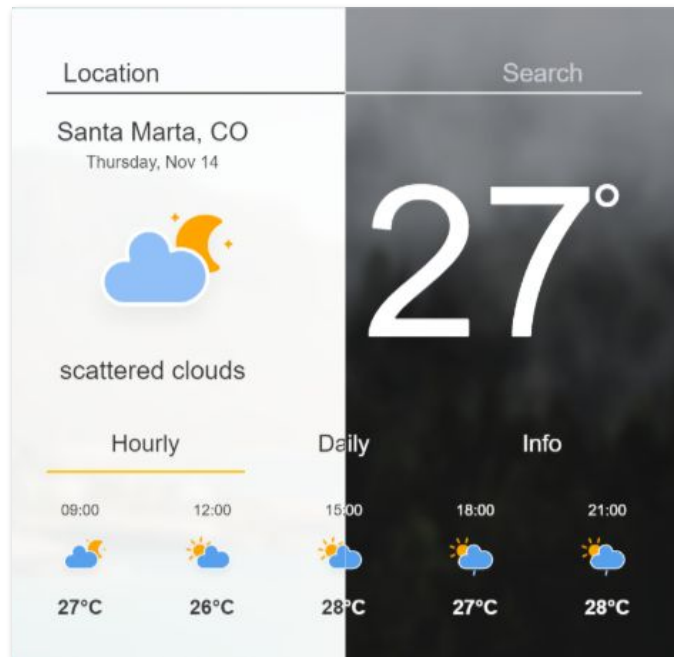 Location Search
Santa Marta, CO
Thursday, Nov 14
27°
scattered clouds
Hourly Daily Info
09:00 12:00 15:00 18:00 21:00
27°C 26°C 28°C 27°C 28°C